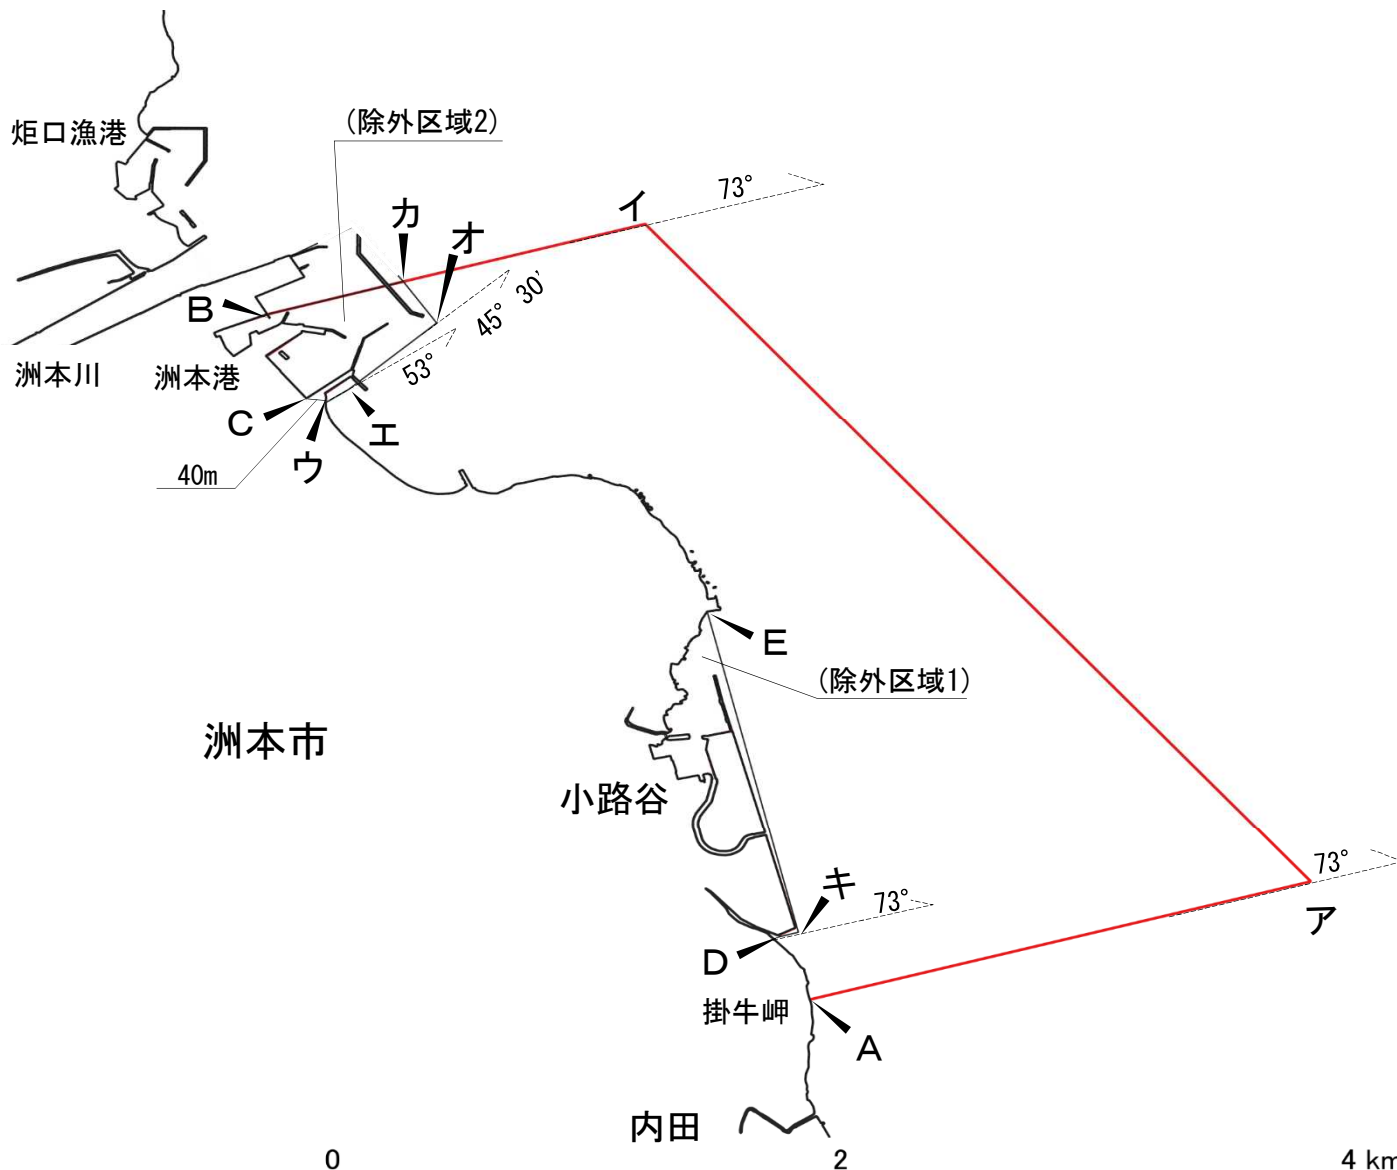 炬口漁港
(除外区域2)
73°
イ
カ
オ
45° 30′
B
53°
洲本川
洲本港
C
エ
ウ
40m
E
(除外区域1)
洲本市
小路谷
キ
73°
73°
ア
D
掛牛岬
A
内田
0 2 4 km